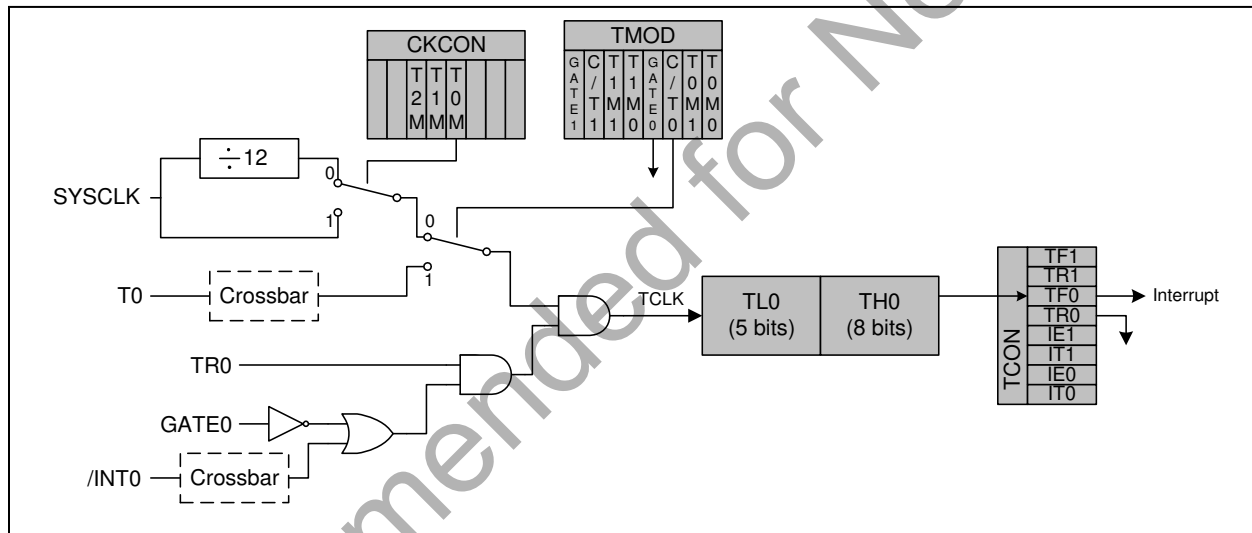 CKCON
T2M T1M T0M
TMOD
GATE1 C/T1 T1M1 T1M0 GATE0 C/T0 T0M1 T0M0
÷12
0
SYSCLK
1
0
1
T0
Crossbar
TCLK
TL0
(5 bits)
TH0
(8 bits)
TCON
TF1
TR1
TF0
TR0
IE1
IT1
IE0
IT0
Interrupt
TR0
GATE0
/INT0
Crossbar
mended for N